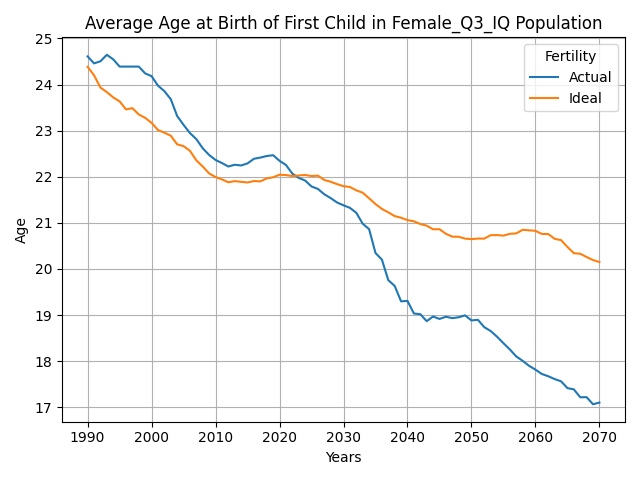 Average Age at Birth of First Child in Female_Q3_IQ Population
Fertility
Actual
Ideal
Age
25
24
23
22
21
20
19
18
17
1990 2000 2010 2020 2030 2040 2050 2060 2070
Years